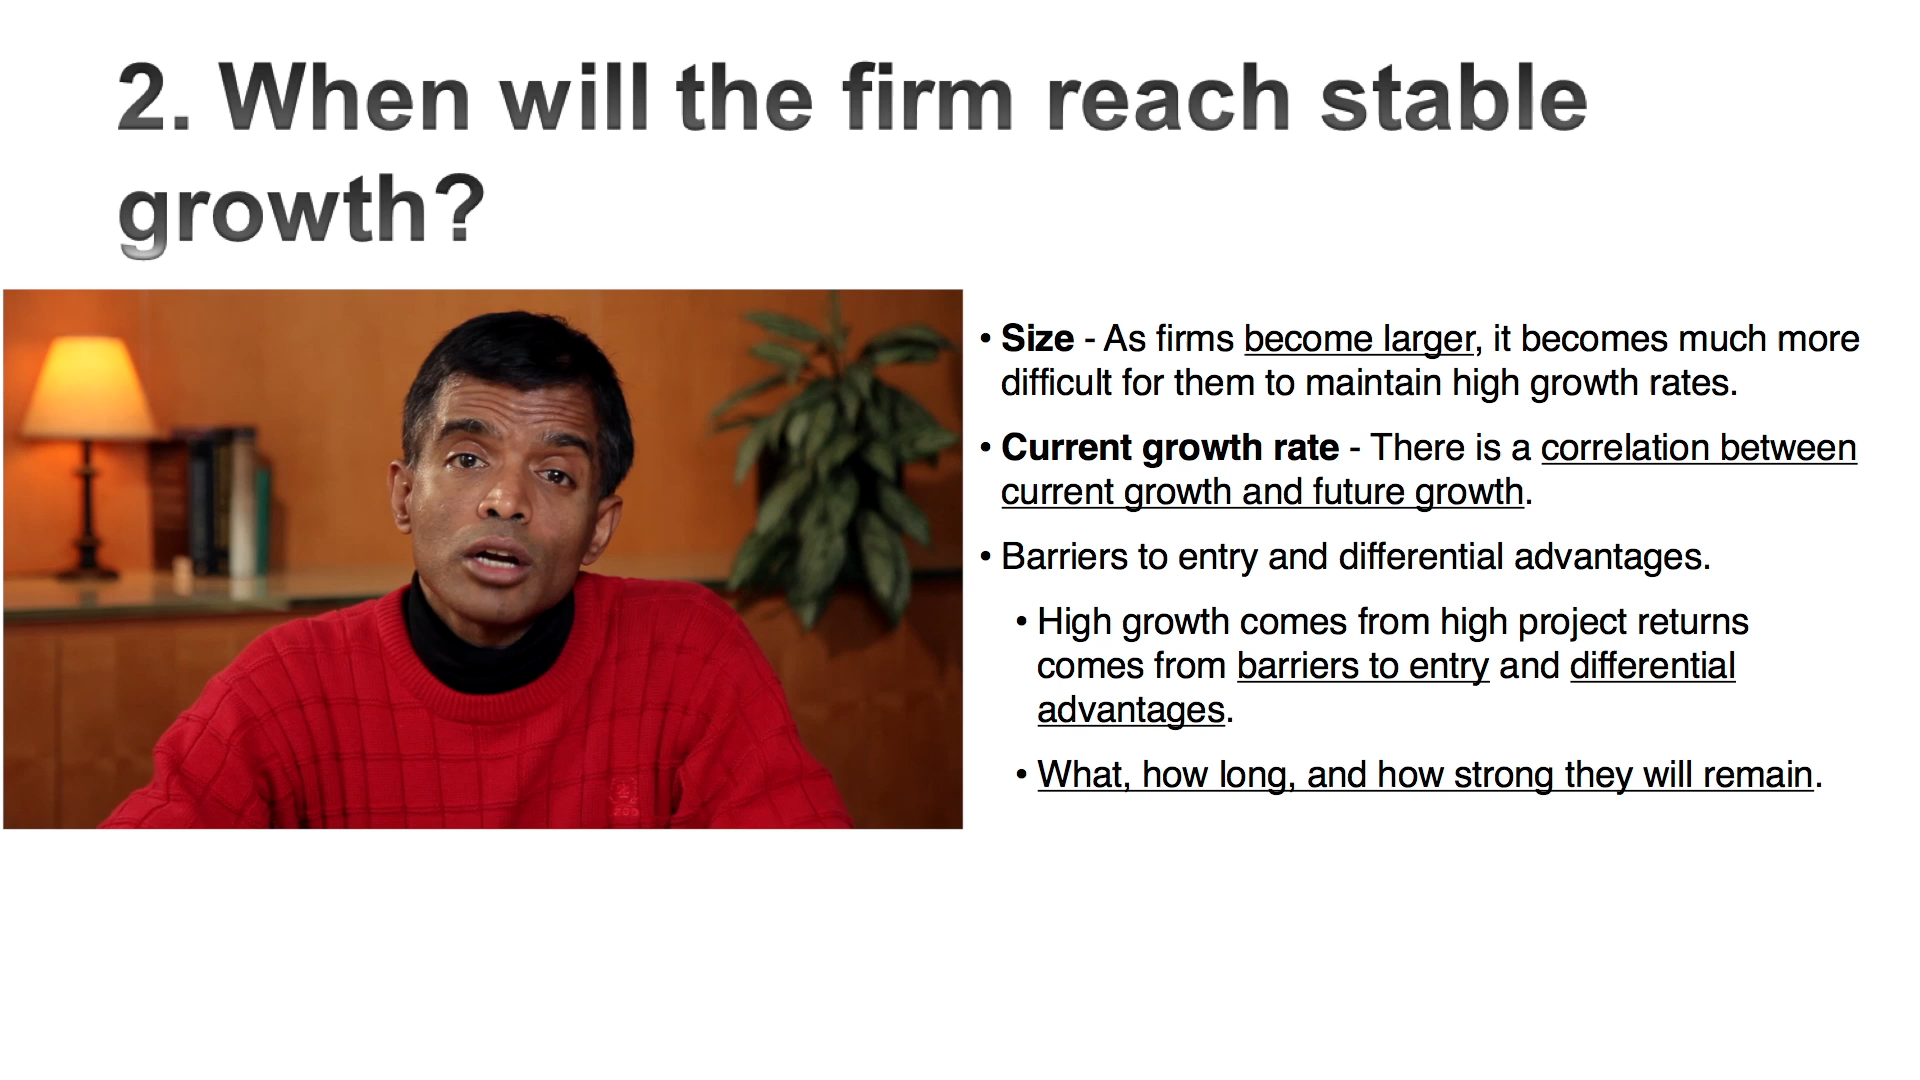 2. When will the firm reach stable
growth?
• Size - As firms become larger, it becomes much more
difficult for them to maintain high growth rates.
• Current growth rate - There is a correlation between
current growth and future growth.
• Barriers to entry and differential advantages.
• High growth comes from high project returns
comes from barriers to entry and differential
advantages.
• What, how long, and how strong they will remain.